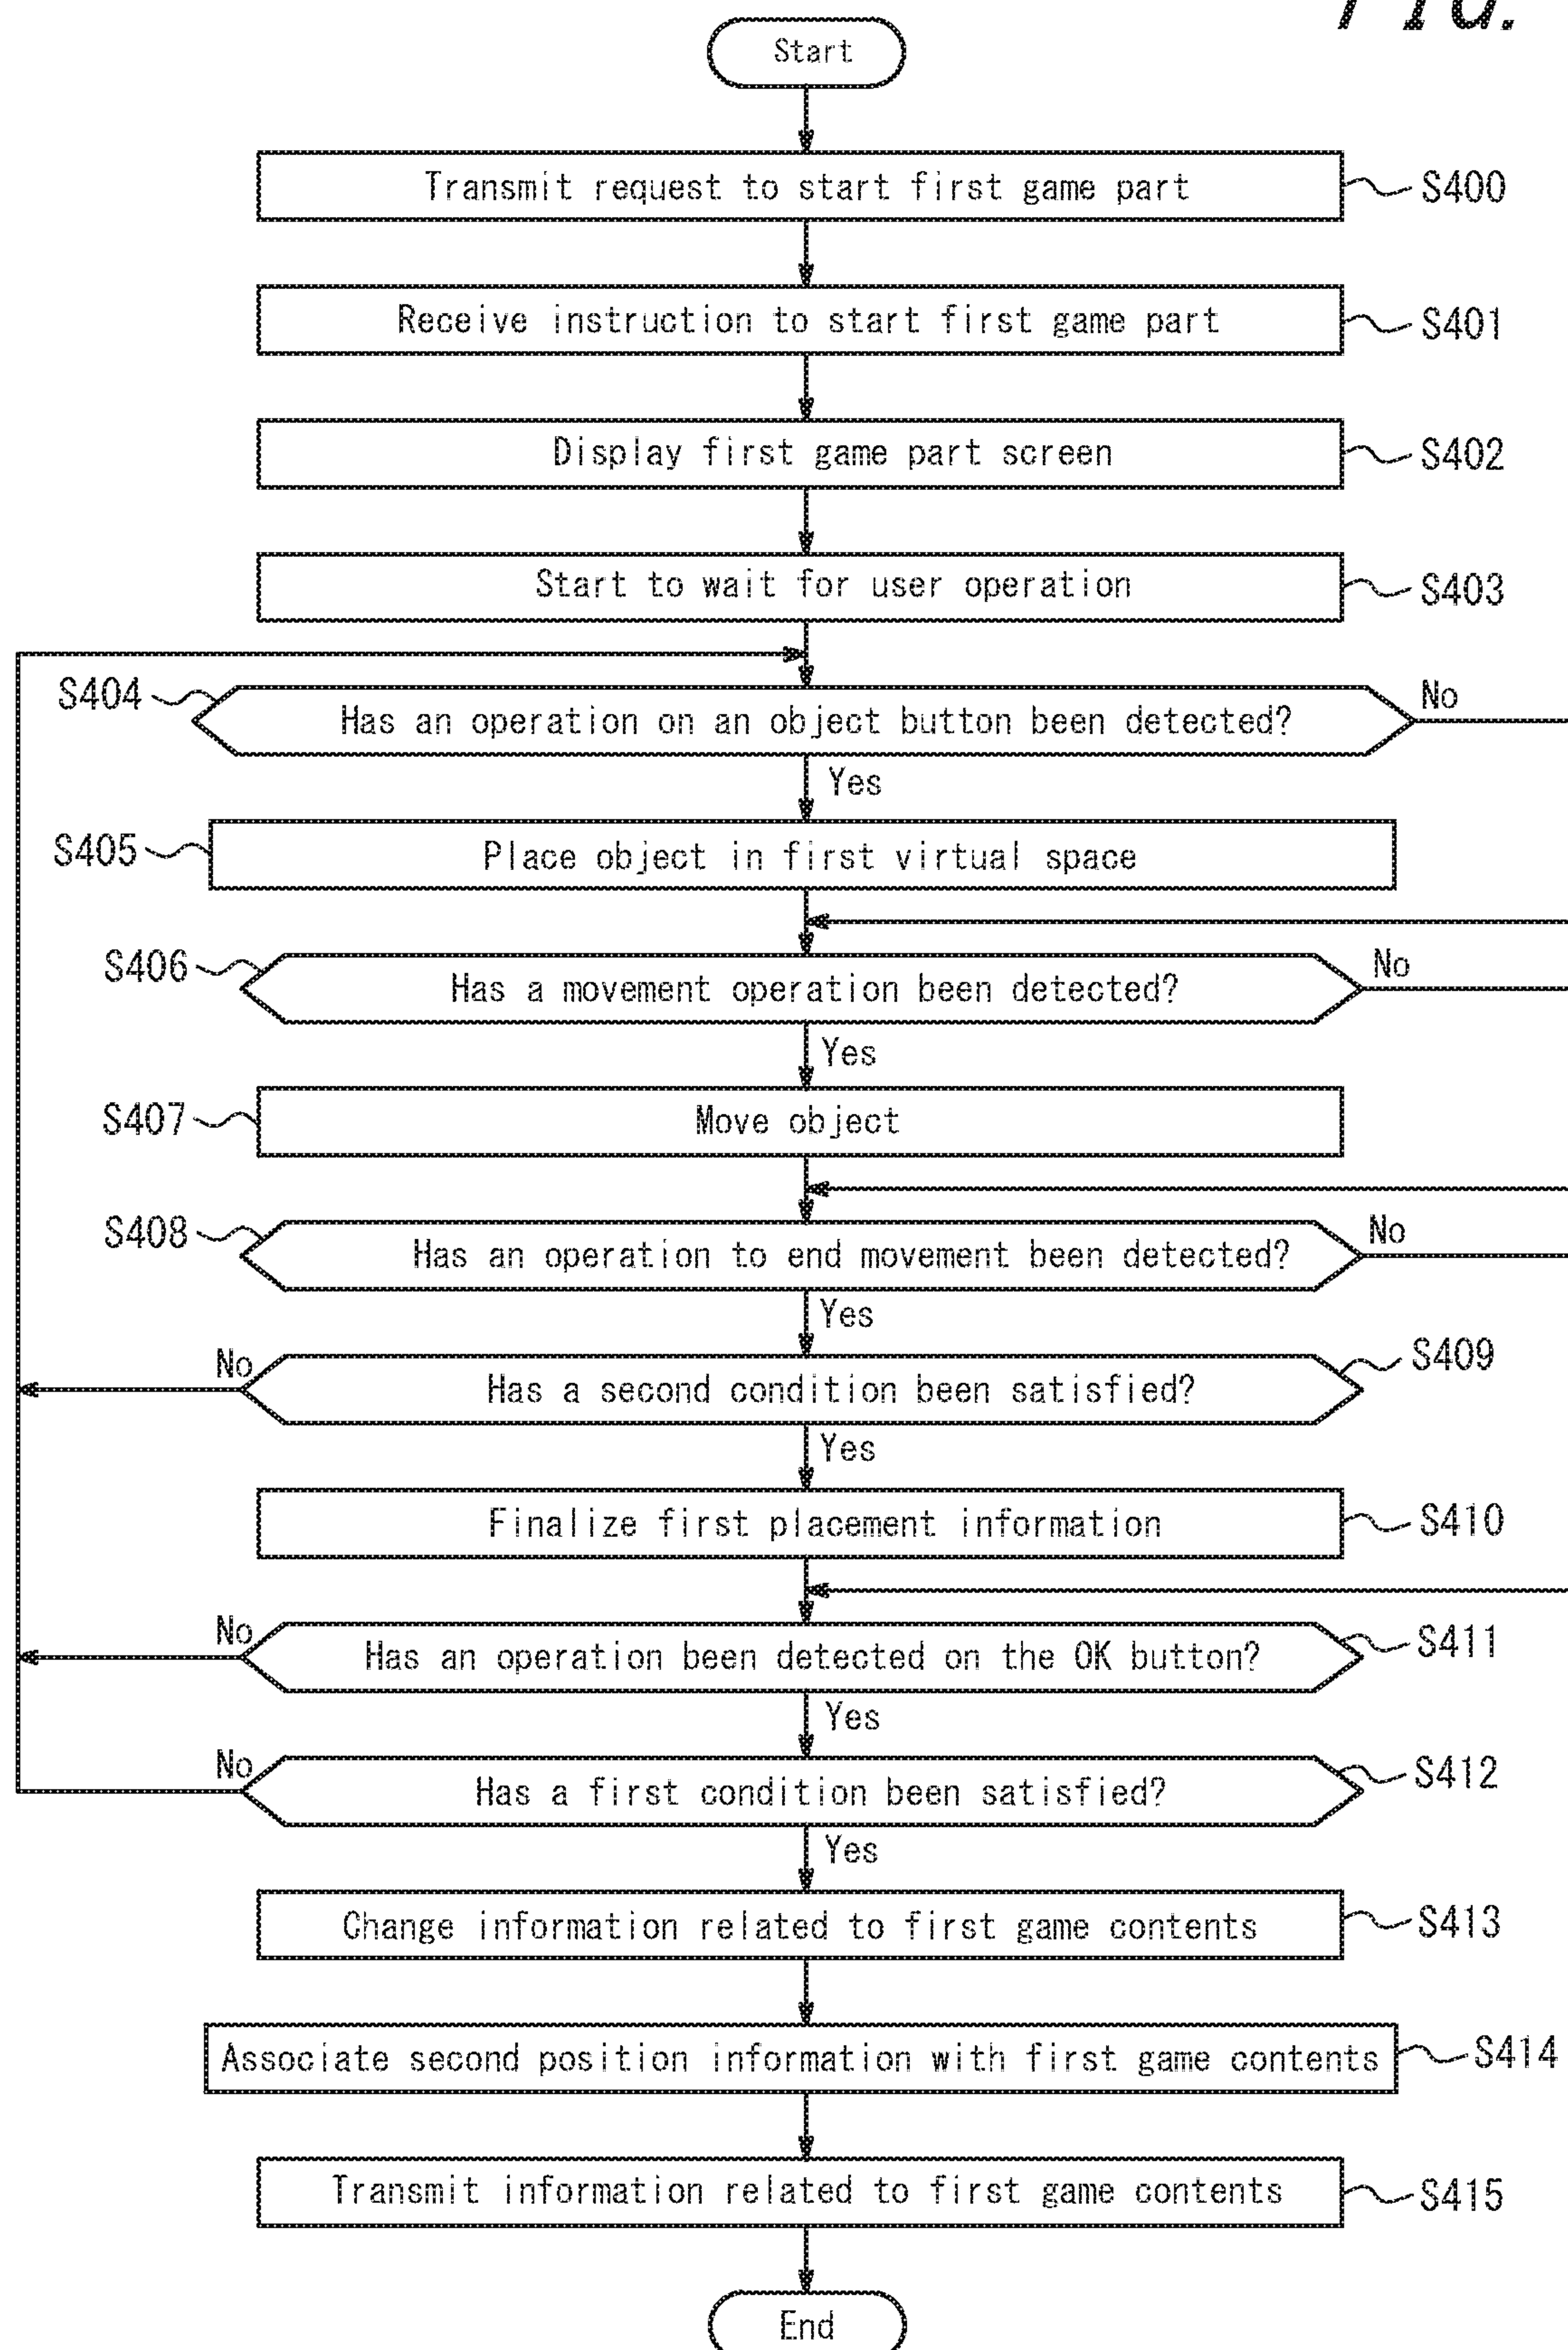 FIG.
Start
Transmit request to start first game part
S400
Receive instruction to start first game part
S401
Display first game part screen
S402
Start to wait for user operation
S403
S404
Has an operation on an object button been detected?
No
Yes
S405
Place object in first virtual space
S406
Has a movement operation been detected?
No
Yes
S407
Move object
S408
Has an operation to end movement been detected?
No
Yes
No
Has a second condition been satisfied?
S409
Yes
Finalize first placement information
S410
No
Has an operation been detected on the OK button?
S411
Yes
No
Has a first condition been satisfied?
S412
Yes
Change information related to first game contents
S413
Associate second position information with first game contents
S414
Transmit information related to first game contents
S415
End